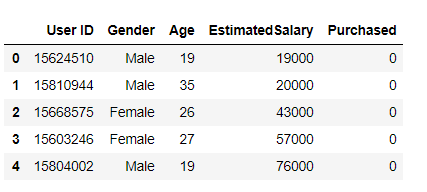 User ID Gender Age EstimatedSalary Purchased
0 15624510 Male 19 19000 0
1 15810944 Male 35 20000 0
2 15668575 Female 26 43000 0
3 15603246 Female 27 57000 0
4 15804002 Male 19 76000 0